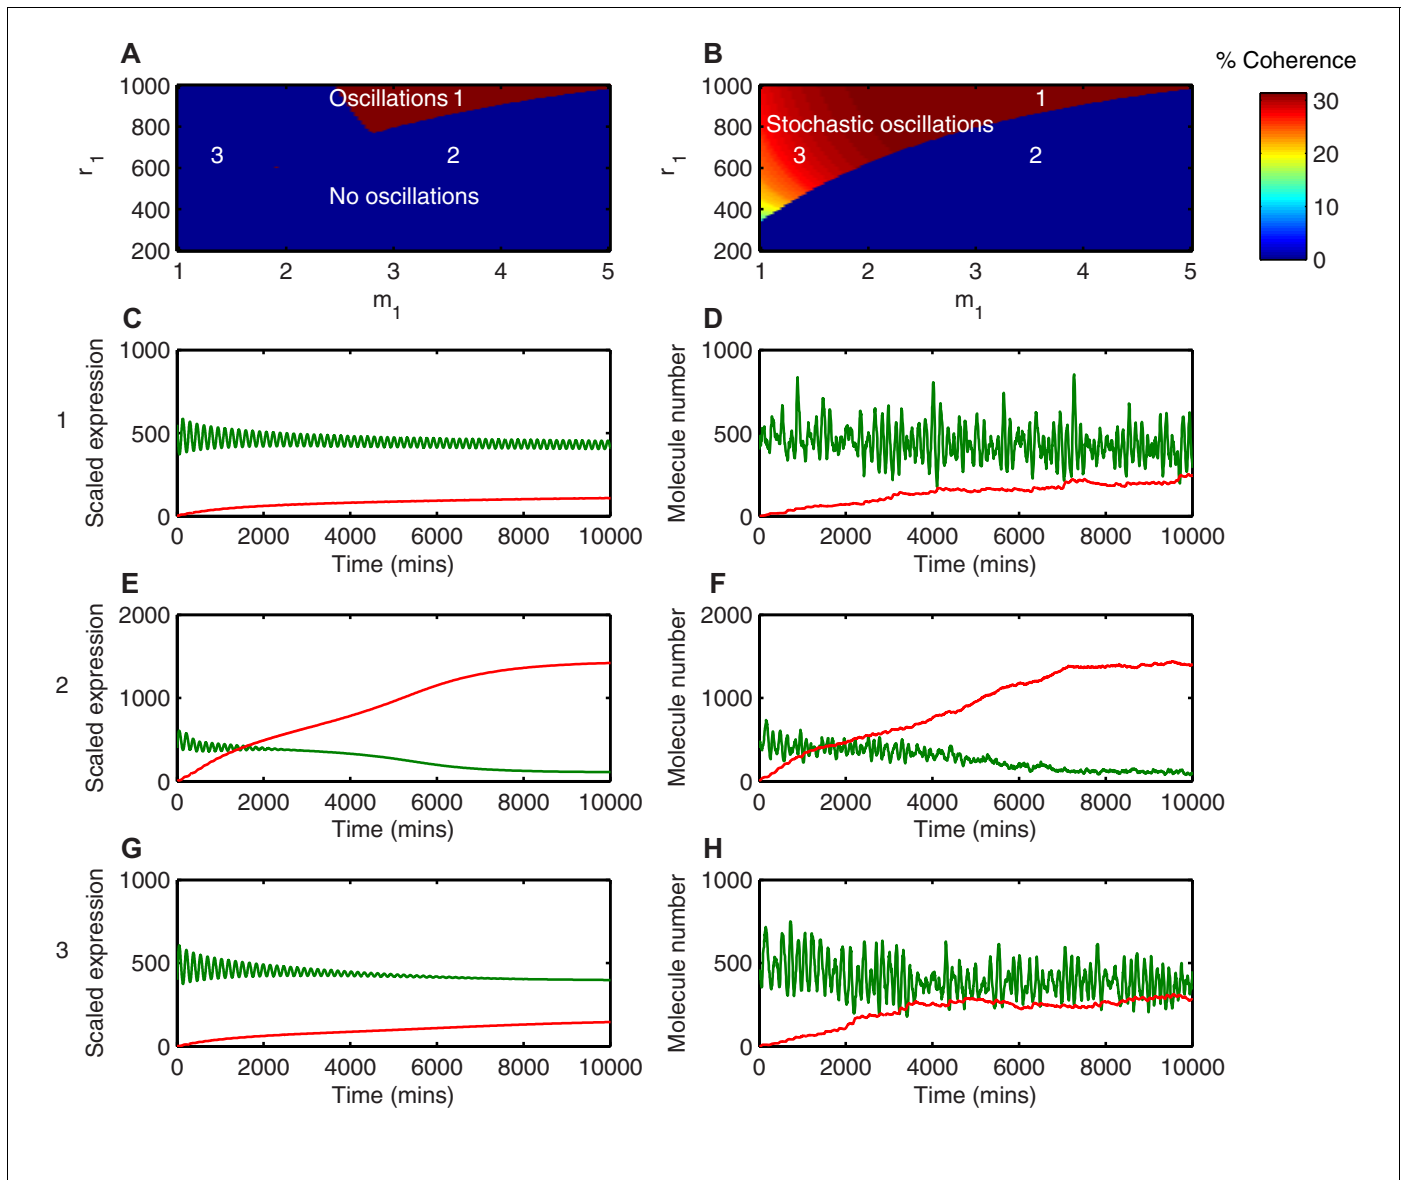 A
B
% Coherence
1000
800
600
400
200
r1
Oscillations 1
3
2
No oscillations
1 2 3 4 5
m1
1000
800
600
400
200
r1
1
Stochastic oscillations
3
2
1 2 3 4 5
m1
30
20
10
0
C
D
1
Scaled expression
1000
500
0
0 2000 4000 6000 8000 10000
Time (mins)
Molecule number
1000
500
0
0 2000 4000 6000 8000 10000
Time (mins)
E
F
2
Scaled expression
2000
1000
0
0 2000 4000 6000 8000 10000
Time (mins)
Molecule number
2000
1000
0
0 2000 4000 6000 8000 10000
Time (mins)
G
H
3
Scaled expression
1000
500
0
0 2000 4000 6000 8000 10000
Time (mins)
Molecule number
1000
500
0
0 2000 4000 6000 8000 10000
Time (mins)